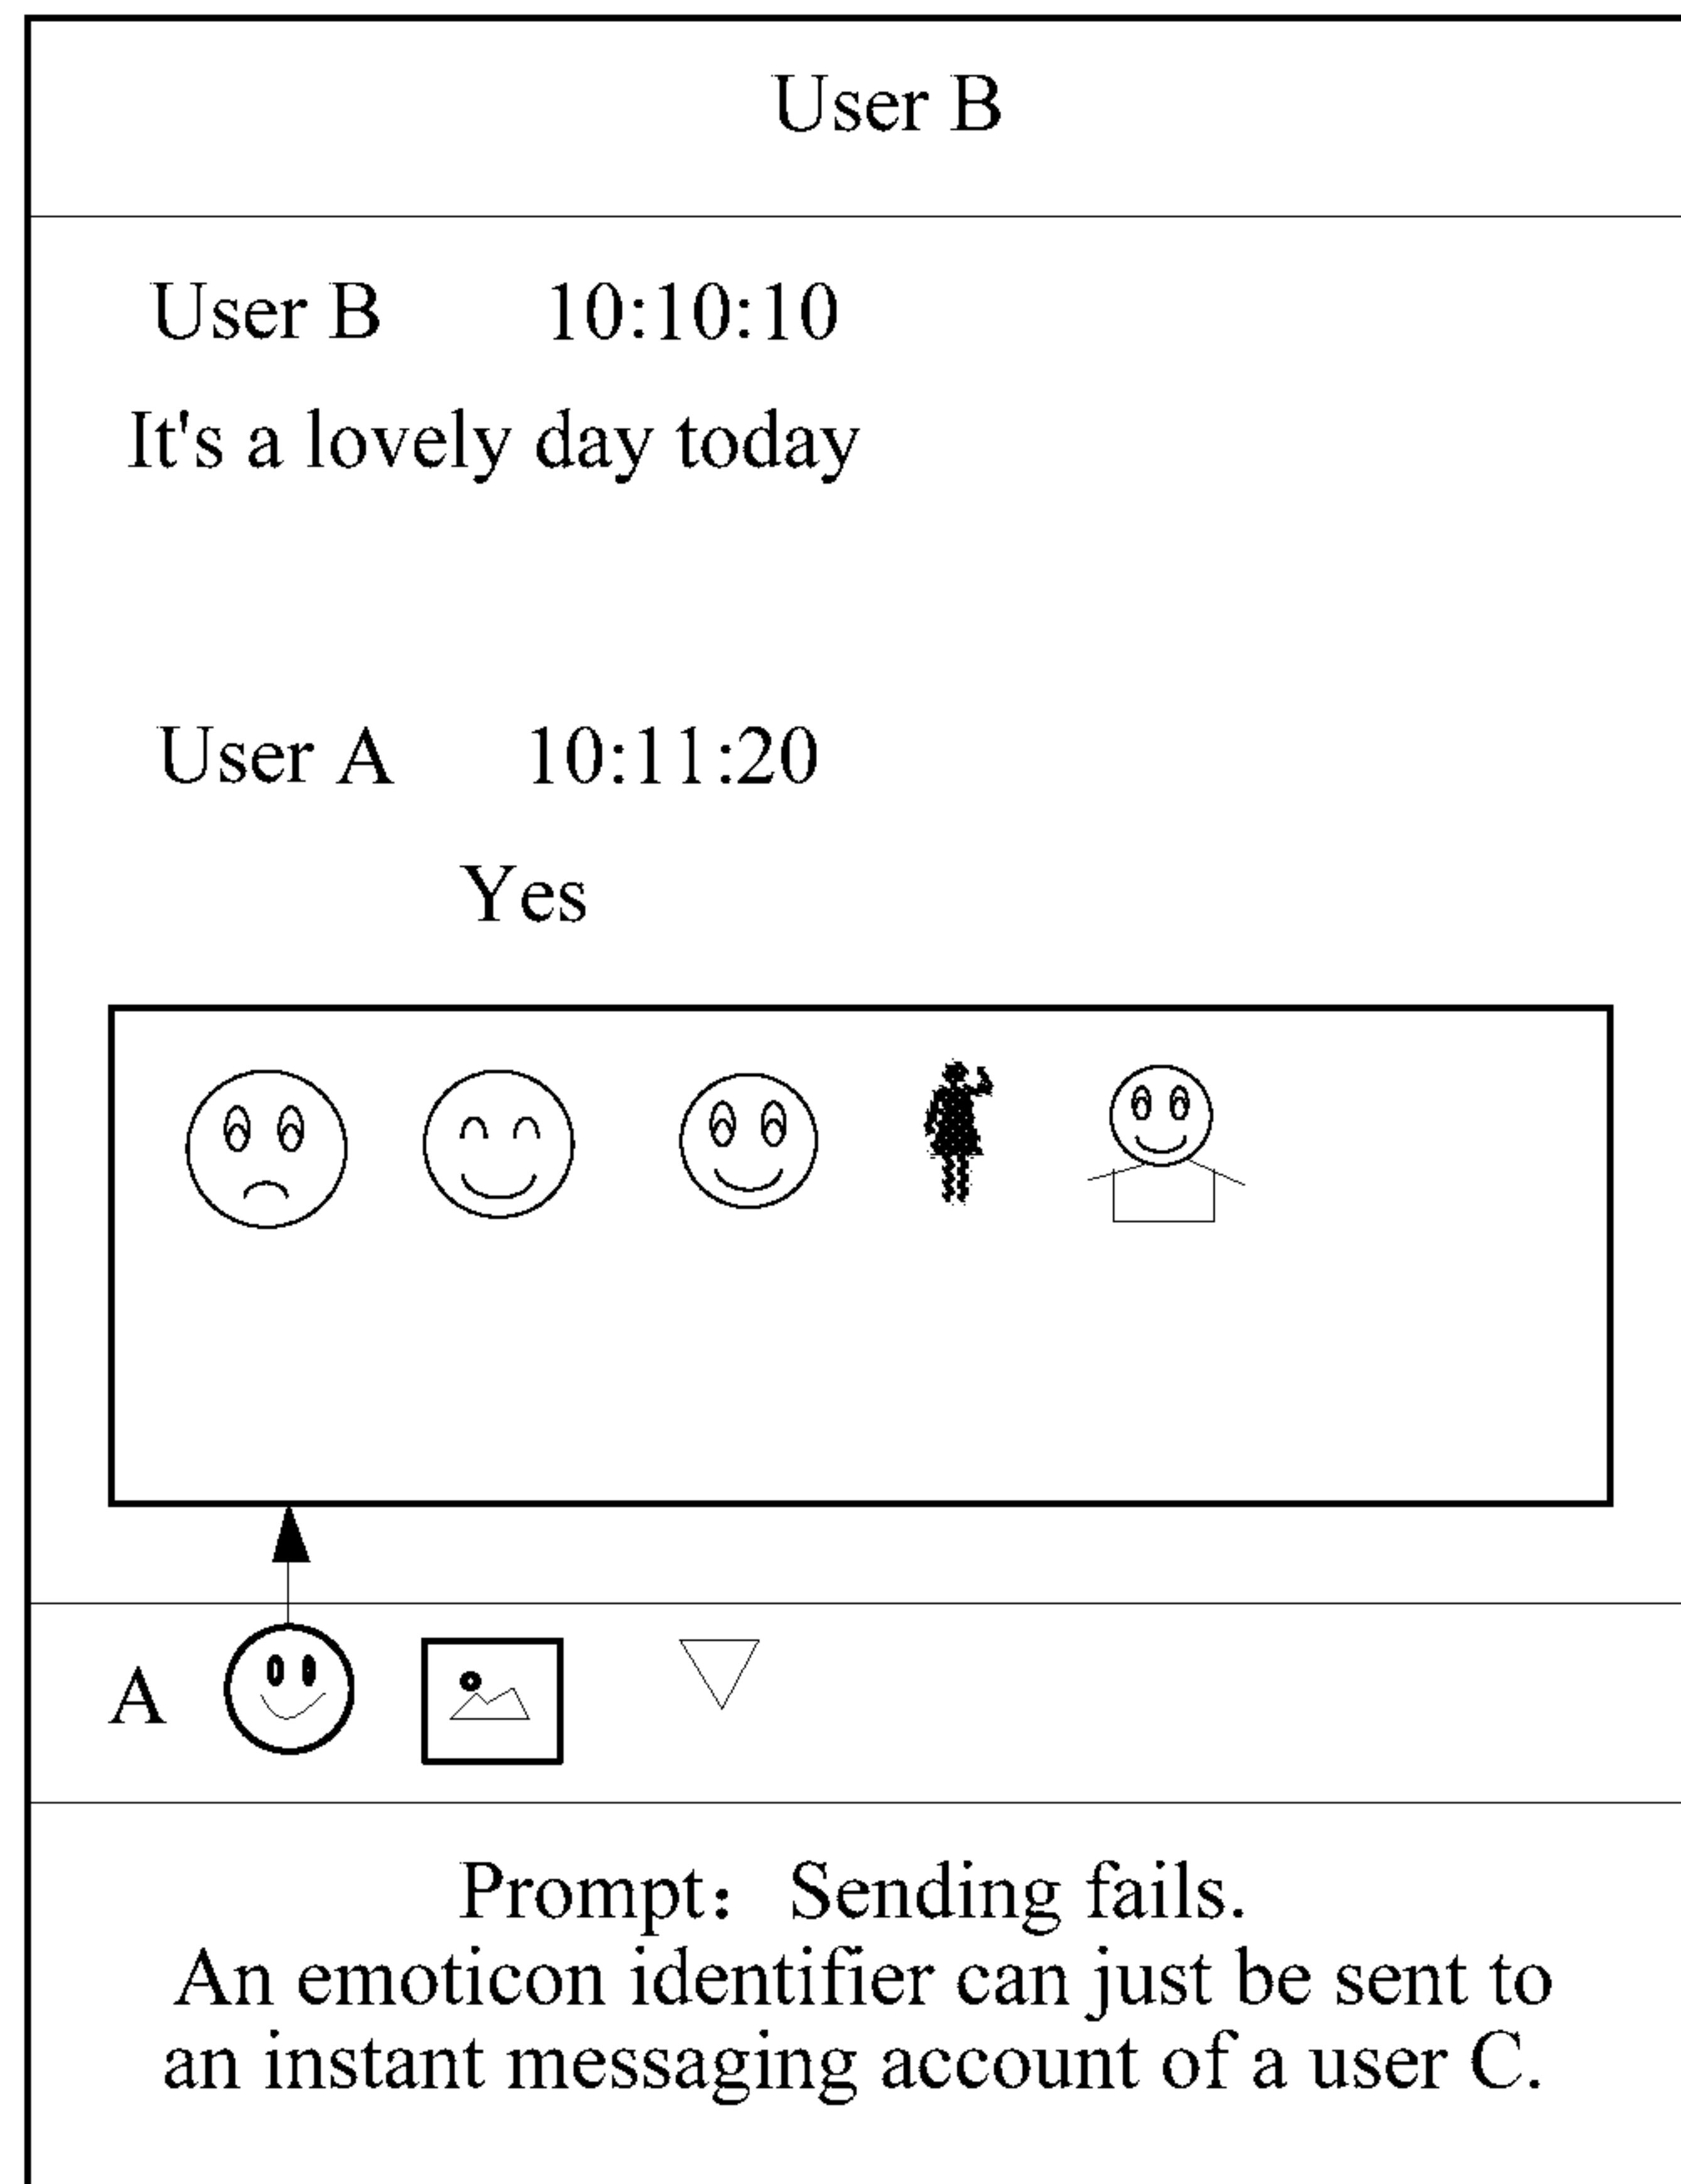 User B
User B 10:10:10
It's a lovely day today
User A 10:11:20
Yes
A
Prompt: Sending fails.
An emoticon identifier can just be sent to
an instant messaging account of a user C.